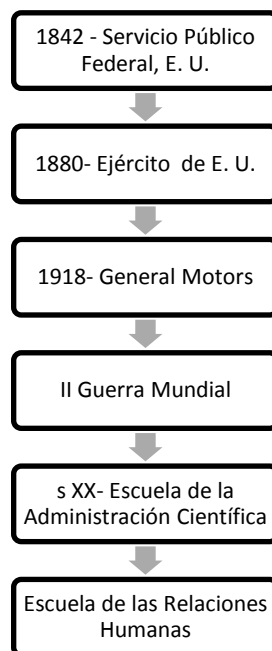 1842 - Servicio Público
Federal, E. U.
1880- Ejército de E. U.
1918- General Motors
II Guerra Mundial
s XX- Escuela de la
Administración Científica
Escuela de las Relaciones
Humanas